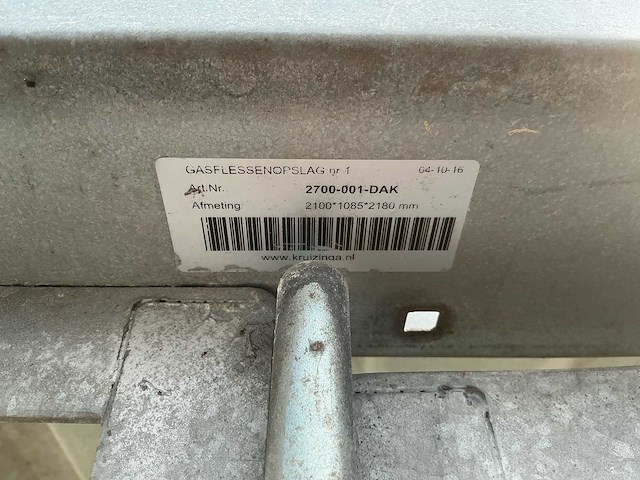 GASFLESSENOPSLAG nr 1 04-10-16
Art.Nr. 2700-001-DAK
Afmeting 2100*1085*2180 mm
www.kruizinga.nl